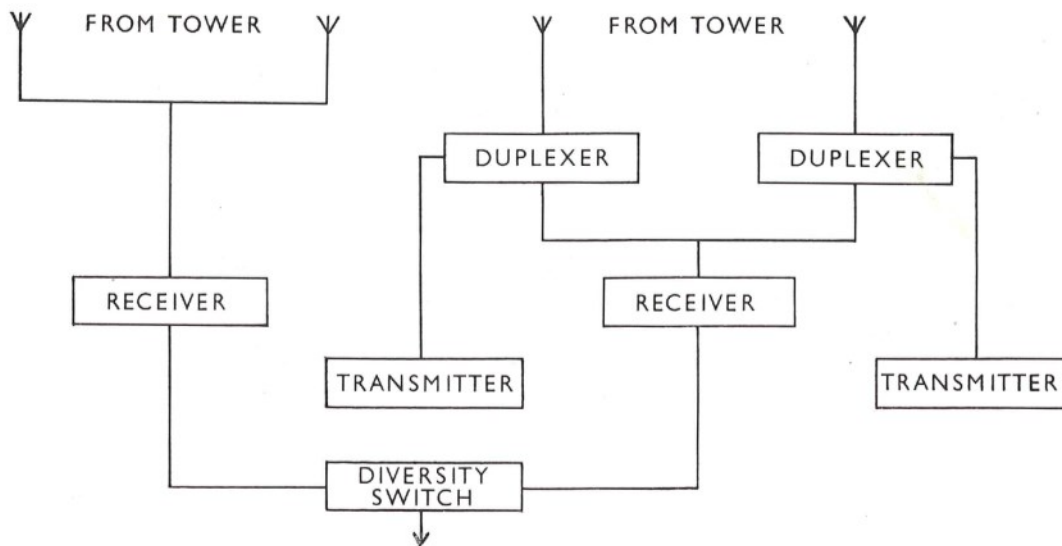 FROM TOWER
FROM TOWER
DUPLEXER
DUPLEXER
RECEIVER
RECEIVER
TRANSMITTER
TRANSMITTER
DIVERSITY
SWITCH